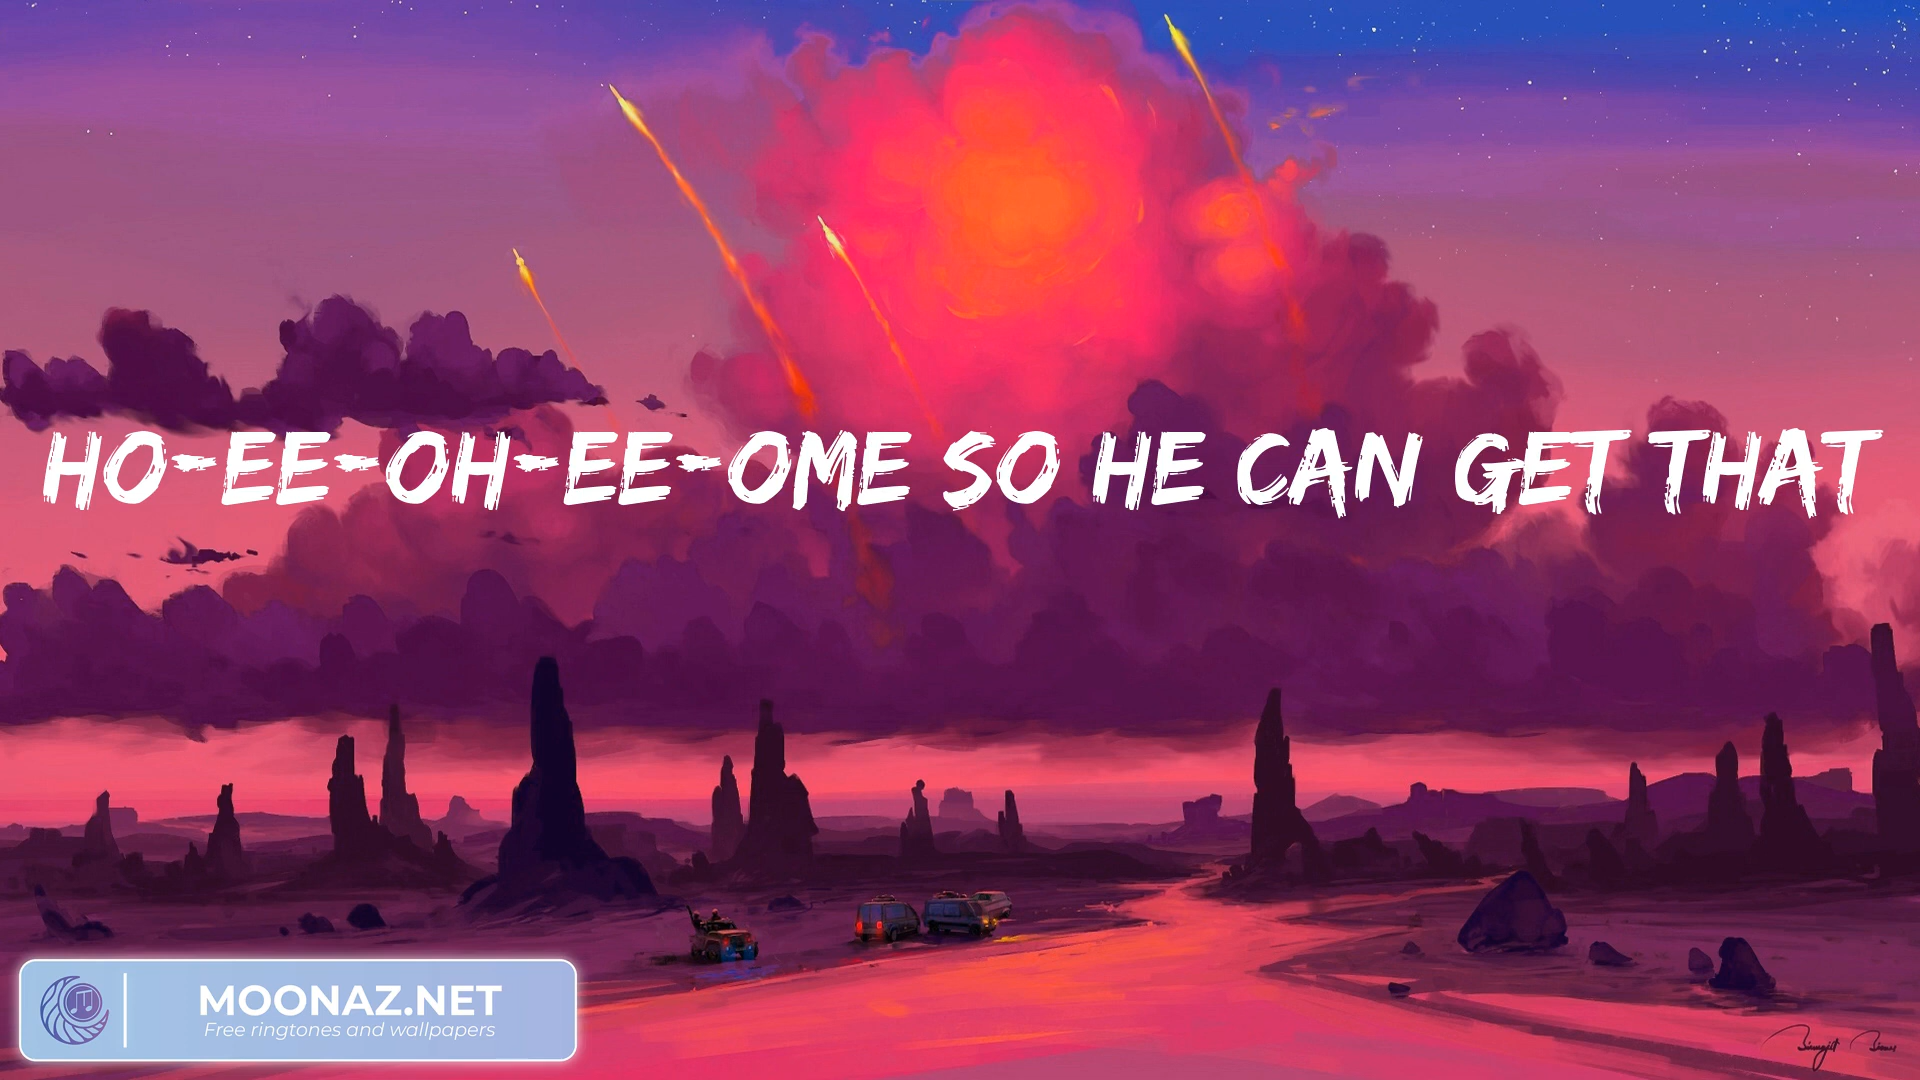 HO-EE-OH-EE-OME SO HE CAN GET THAT
MOONAZ.NET
Free ringtones and wallpapers